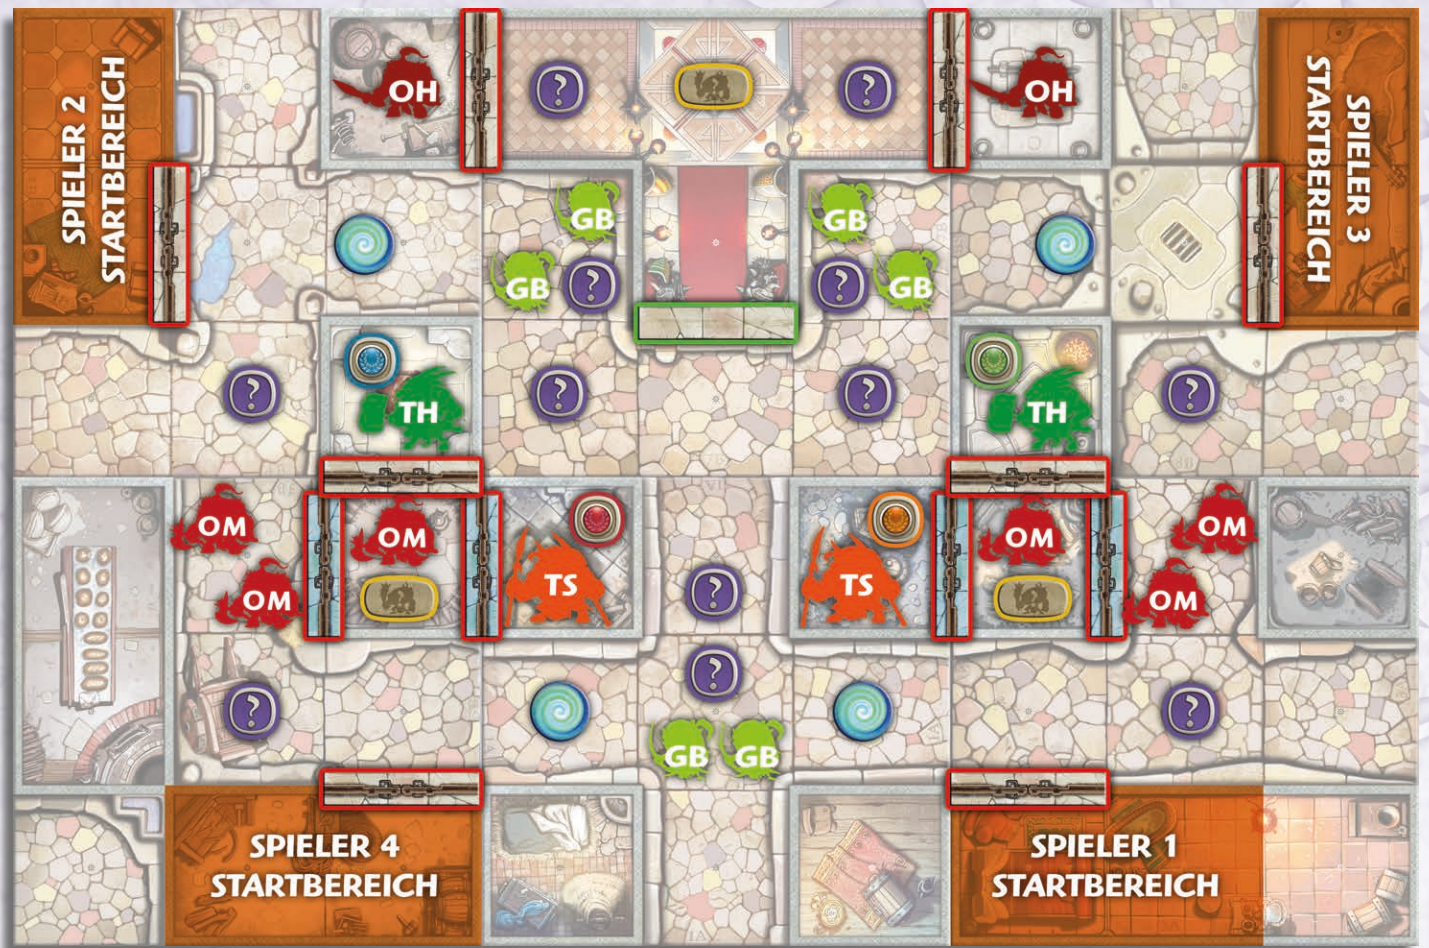 SPIELER 2
STARTBEREICH
OH
?
?
OH
SPIELER 3
STARTBEREICH
GB
GB
GB
?
?
GB
?
TH
?
?
TH
?
OM
OM
OM
OM
OM
TS
?
TS
OM
?
?
?
GB
GB
SPIELER 4
STARTBEREICH
SPIELER 1
STARTBEREICH
1A